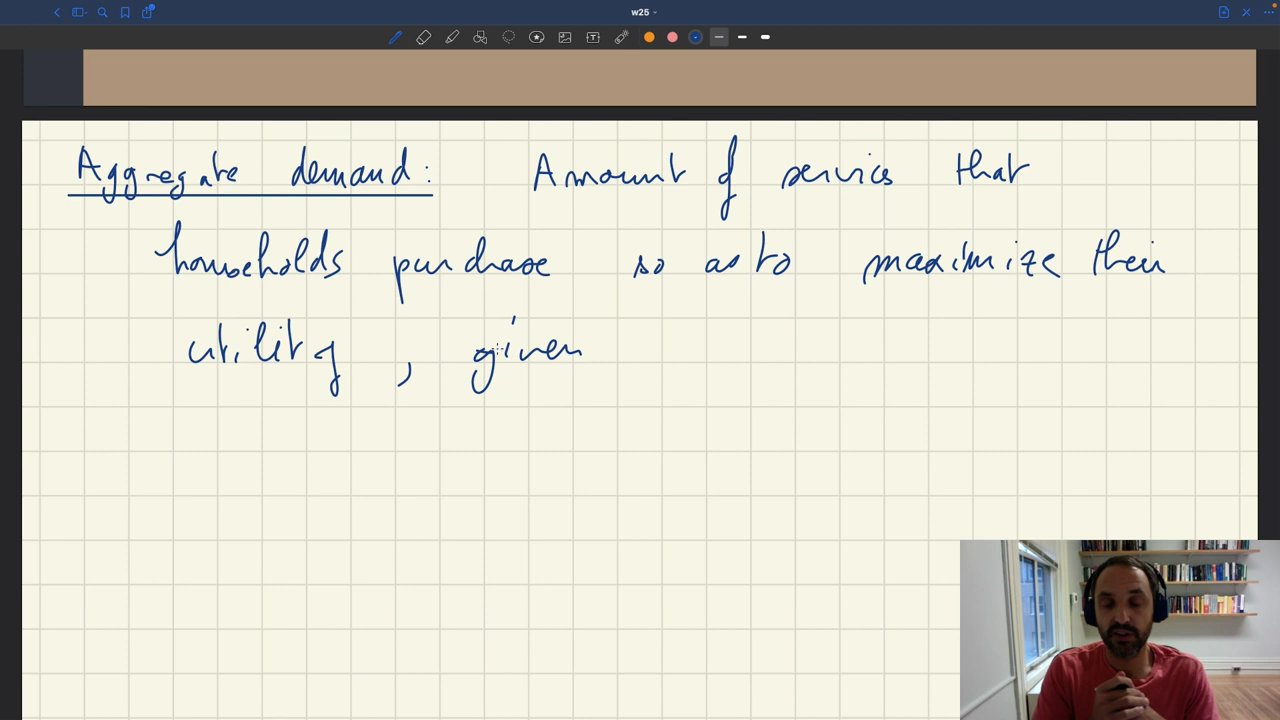 w25
Aggregate demand: Amount of services that
households purchase so as to maximize their
utility, given